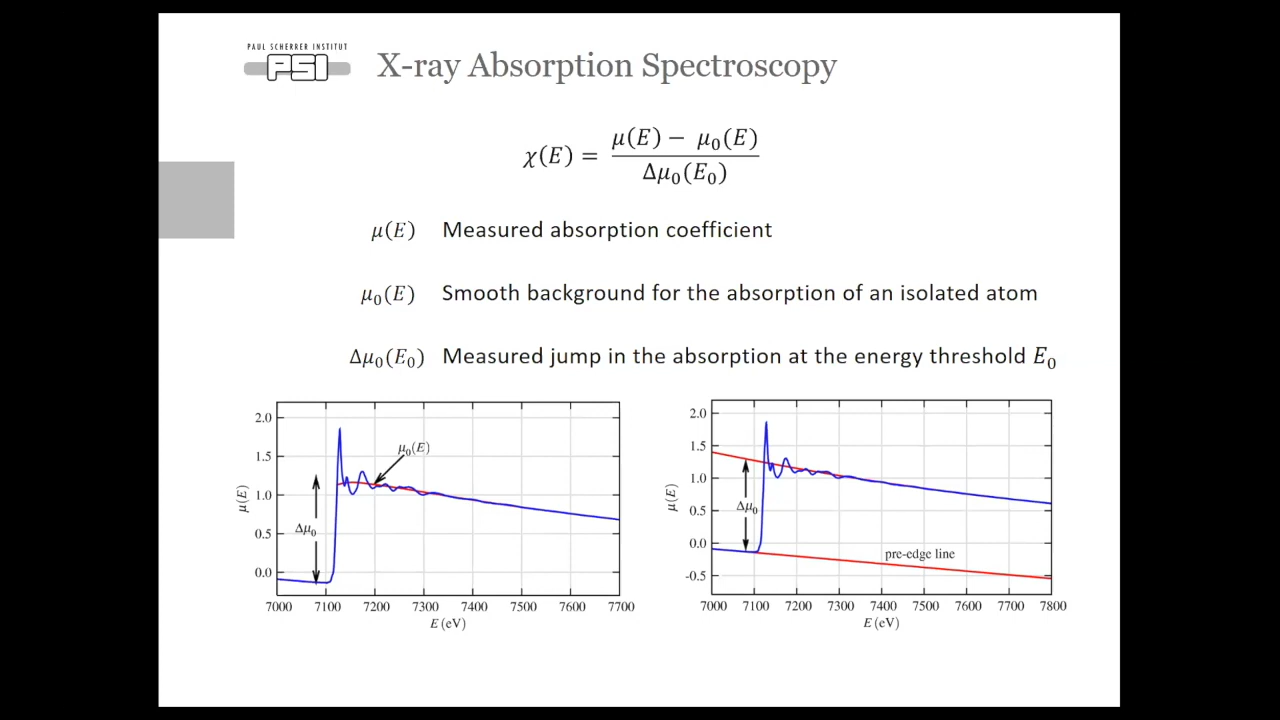 PAUL SCHERRER INSTITUT
PSI
X-ray Absorption Spectroscopy
χ(E) = μ(E) − μ₀(E) / Δμ₀(E₀)
μ(E) Measured absorption coefficient
μ₀(E) Smooth background for the absorption of an isolated atom
Δμ₀(E₀) Measured jump in the absorption at the energy threshold E₀
2.0
1.5
1.0
0.5
0.0
μ(E)
Δμ₀
μ₀(E)
7000 7100 7200 7300 7400 7500 7600 7700
E (eV)
2.0
1.5
1.0
0.5
0.0
-0.5
μ(E)
Δμ₀
pre-edge line
7000 7100 7200 7300 7400 7500 7600 7700 7800
E (eV)